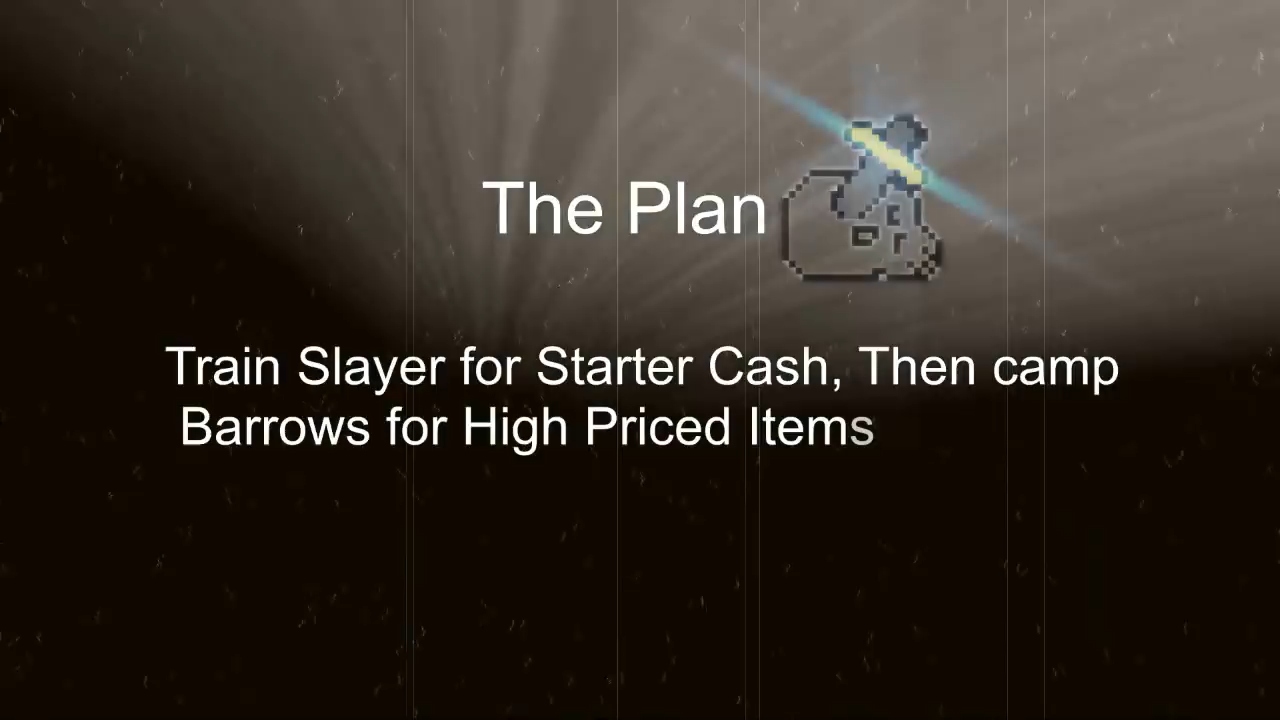 The Plan
Train Slayer for Starter Cash, Then camp
Barrows for High Priced Items